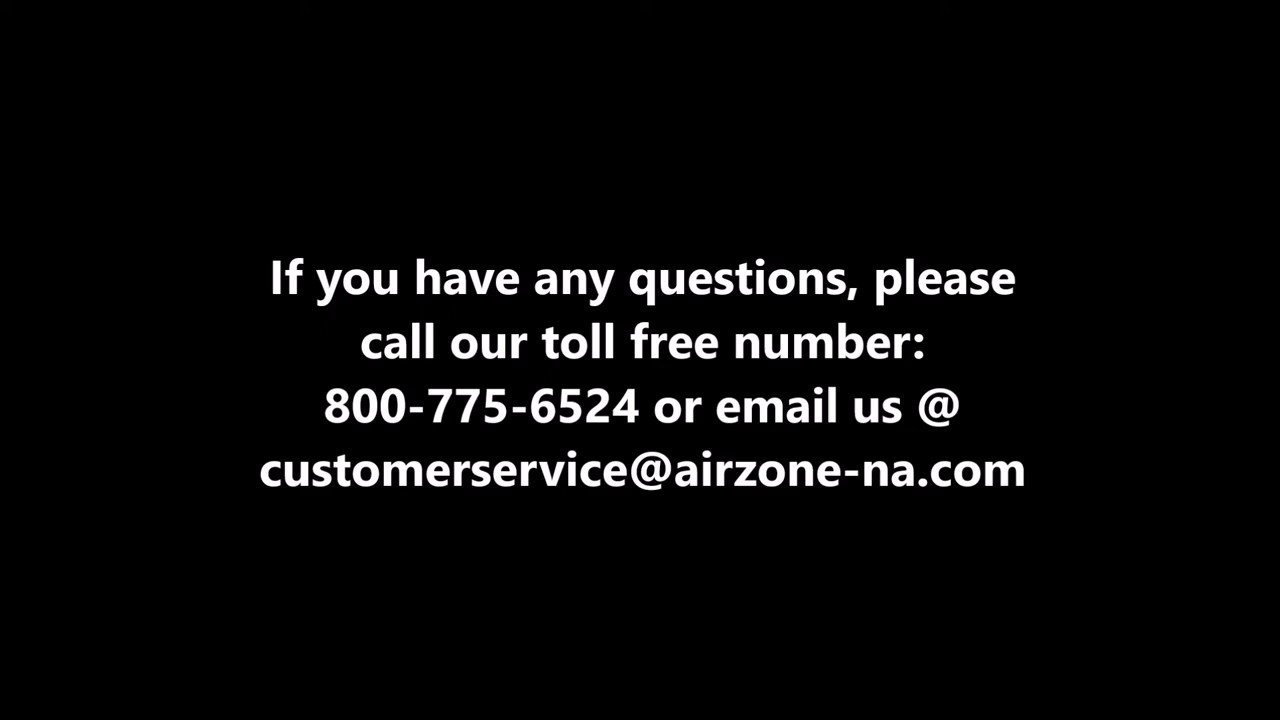 If you have any questions, please
call our toll free number:
800-775-6524 or email us @
customerservice@airzone-na.com